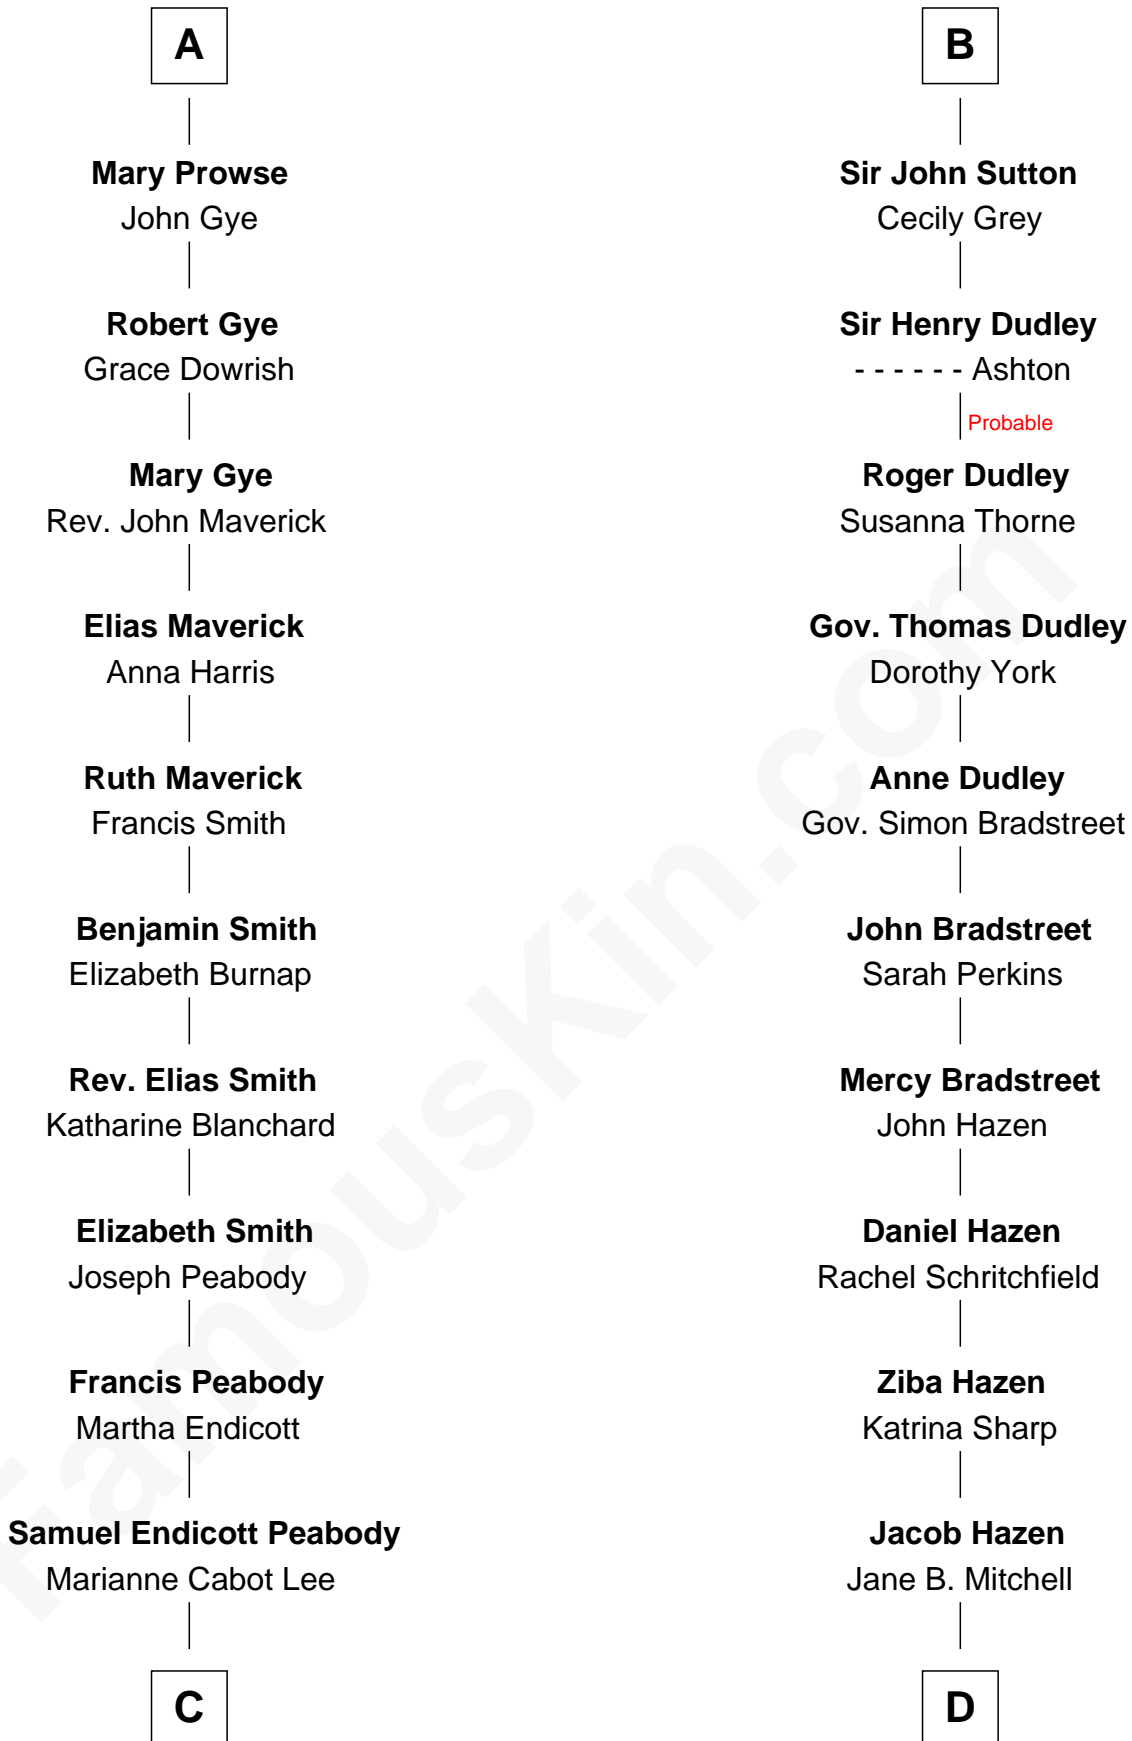 A
Mary Prowse
John Gye
Robert Gye
Grace Dowrish
Mary Gye
Rev. John Maverick
Elias Maverick
Anna Harris
Ruth Maverick
Francis Smith
Benjamin Smith
Elizabeth Burnap
Rev. Elias Smith
Katharine Blanchard
Elizabeth Smith
Joseph Peabody
Francis Peabody
Martha Endicott
Samuel Endicott Peabody
Marianne Cabot Lee
C
B
Sir John Sutton
Cecily Grey
Sir Henry Dudley
- - - - - - Ashton
Probable
Roger Dudley
Susanna Thorne
Gov. Thomas Dudley
Dorothy York
Anne Dudley
Gov. Simon Bradstreet
John Bradstreet
Sarah Perkins
Mercy Bradstreet
John Hazen
Daniel Hazen
Rachel Schritchfield
Ziba Hazen
Katrina Sharp
Jacob Hazen
Jane B. Mitchell
D
FamousKin.com